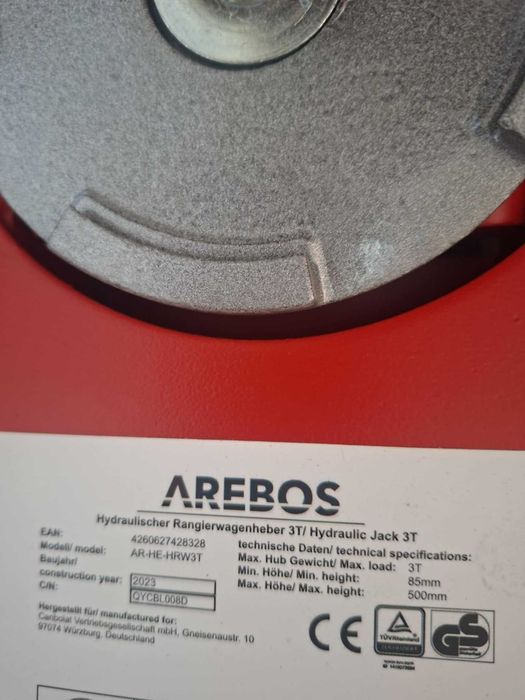 AREBOS
Hydraulischer Rangierwagenheber 3T/ Hydraulic Jack 3T
EAN: 4260627428328
Modell/ model: AR-HE-HRW3T
Baujahr/
construction year: 2023
C/N: QYCBL008D
technische Daten/ technical specifications:
Max. Hub Gewicht/ Max. load: 3T
Min. Höhe/ Min. height: 85mm
Max. Höhe/ Max. height: 500mm
Hergestellt für/ manufactured for:
Canbolat Vertriebsgesellschaft mbH, Gneisenaustr. 10
97074 Würzburg, Deutschland
CE
TÜVRheinland
GS